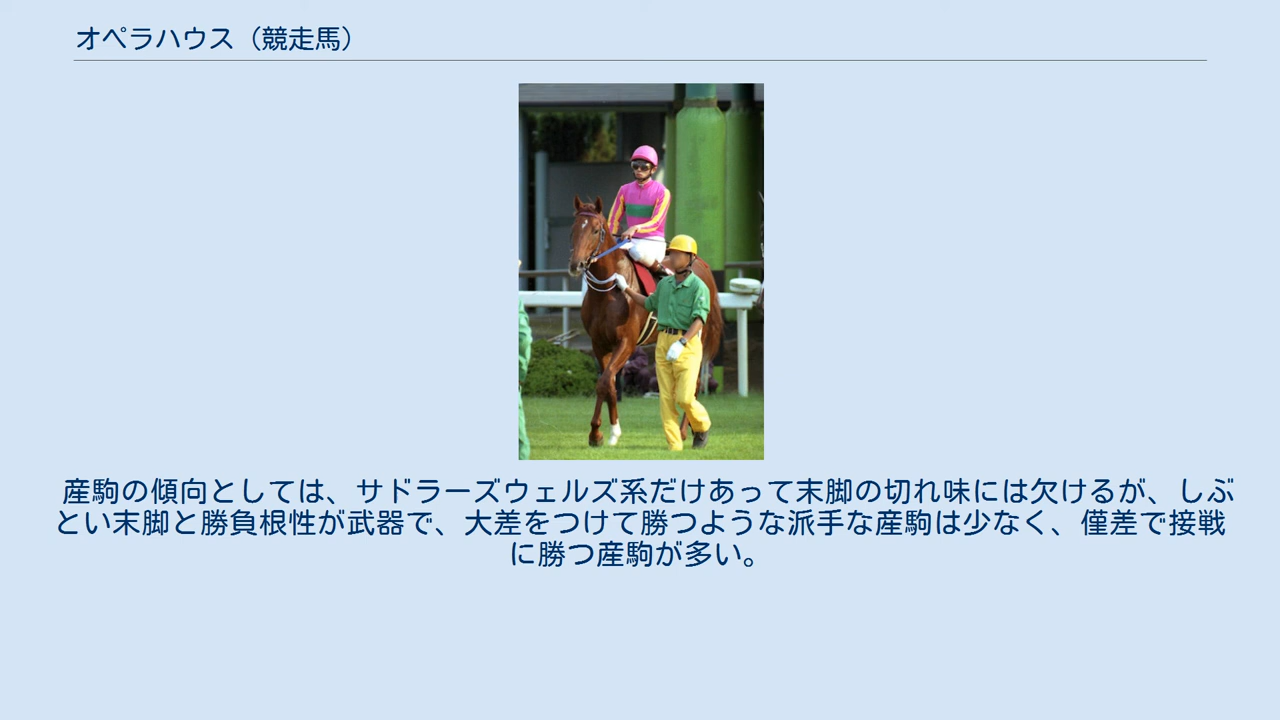 オペラハウス（競走馬）
産駒の傾向としては、サドラーズウェルズ系だけあって末脚の切れ味には欠けるが、しぶ
とい末脚と勝負根性が武器で、大差をつけて勝つような派手な産駒は少なく、僅差で接戦
に勝つ産駒が多い。